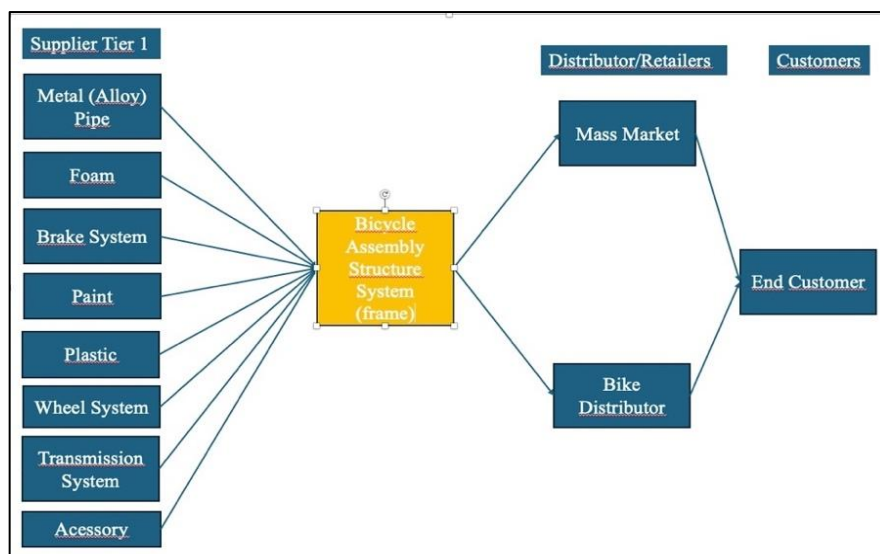 Supplier Tier 1
Distributor/Retailers
Customers
Metal (Alloy)
Pipe
Foam
Brake System
Paint
Plastic
Wheel System
Transmission
System
Acessory
Bicycle
Assembly
Structure
System
(frame)
Mass Market
Bike
Distributor
End Customer